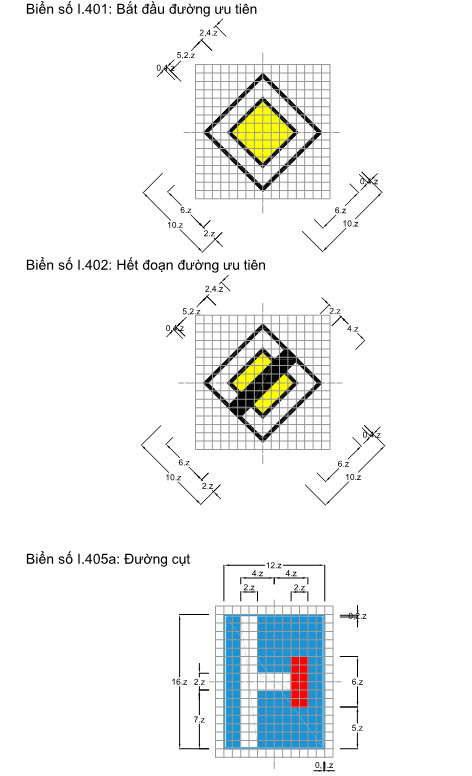 Biển số I.401: Bắt đầu đường ưu tiên
2,4.z
5,2.z
0,4.z
0,4.z
6.z
6.z
10.z
10.z
2.z
Biển số I.402: Hết đoạn đường ưu tiên
2,4.z
5,2.z
2.z
0,4.z
4.z
0,4.z
6.z
6.z
10.z
10.z
2.z
Biển số I.405a: Đường cụt
12.z
4.z 4.z
2.z 2.z
0,2.z
16.z 2.z 6.z
7.z
5.z